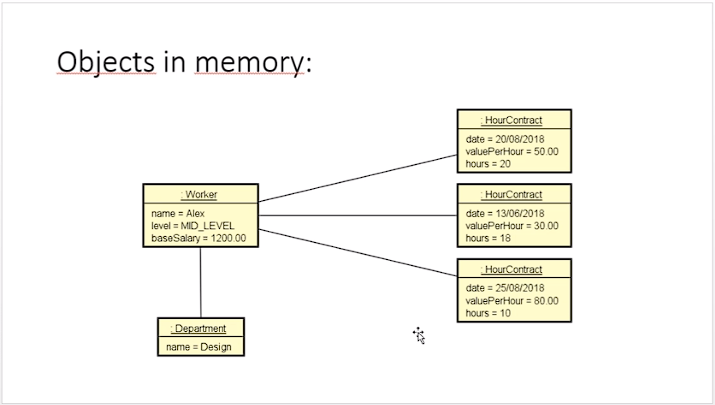 Objects in memory:
: HourContract
date = 20/08/2018
valuePerHour = 50.00
hours = 20
: Worker
name = Alex
level = MID_LEVEL
baseSalary = 1200.00
: HourContract
date = 13/06/2018
valuePerHour = 30.00
hours = 18
: HourContract
date = 25/08/2018
valuePerHour = 80.00
hours = 10
: Department
name = Design